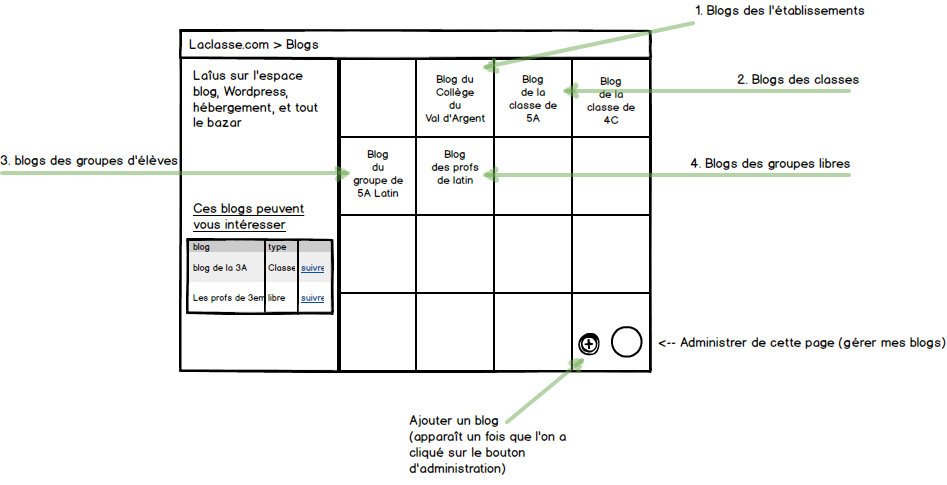 1. Blogs des l'établissements
Laclasse.com > Blogs
Laîus sur l'espace
blog, Wordpress,
hébergement, et tout
le bazar
Blog du
Collège
du
Val d'Argent
Blog
de la
classe de
5A
Blog
de la
classe de
4C
2. Blogs des classes
3. blogs des groupes d'élèves
Blog
du
groupe de
5A Latin
Blog
des profs
de latin
4. Blogs des groupes libres
Ces blogs peuvent
vous intéresser
blog type
blog de la 3A Classe suivre
Les profs de 3em libre suivre
<-- Administrer de cette page (gérer mes blogs)
Ajouter un blog
(apparaît un fois que l'on a
cliqué sur le bouton
d'administration)